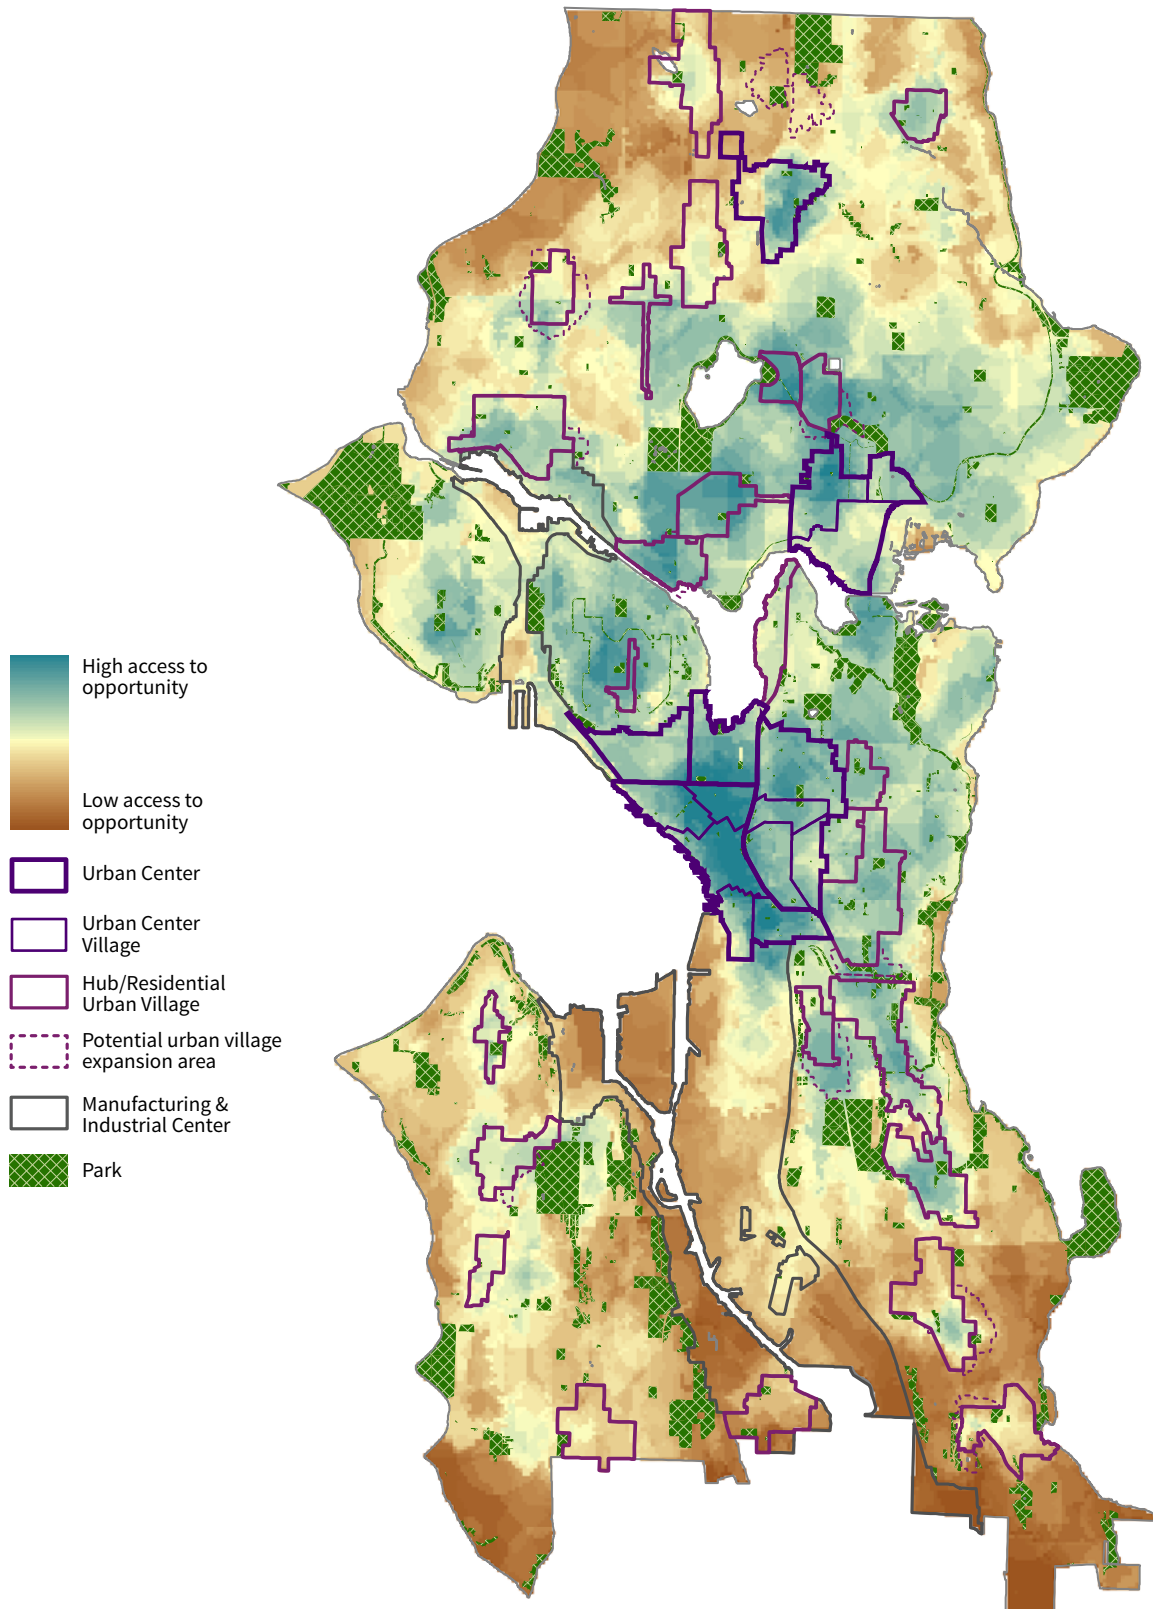 High access to
opportunity
Low access to
opportunity
Urban Center
Urban Center
Village
Hub/Residential
Urban Village
Potential urban village
expansion area
Manufacturing &
Industrial Center
Park